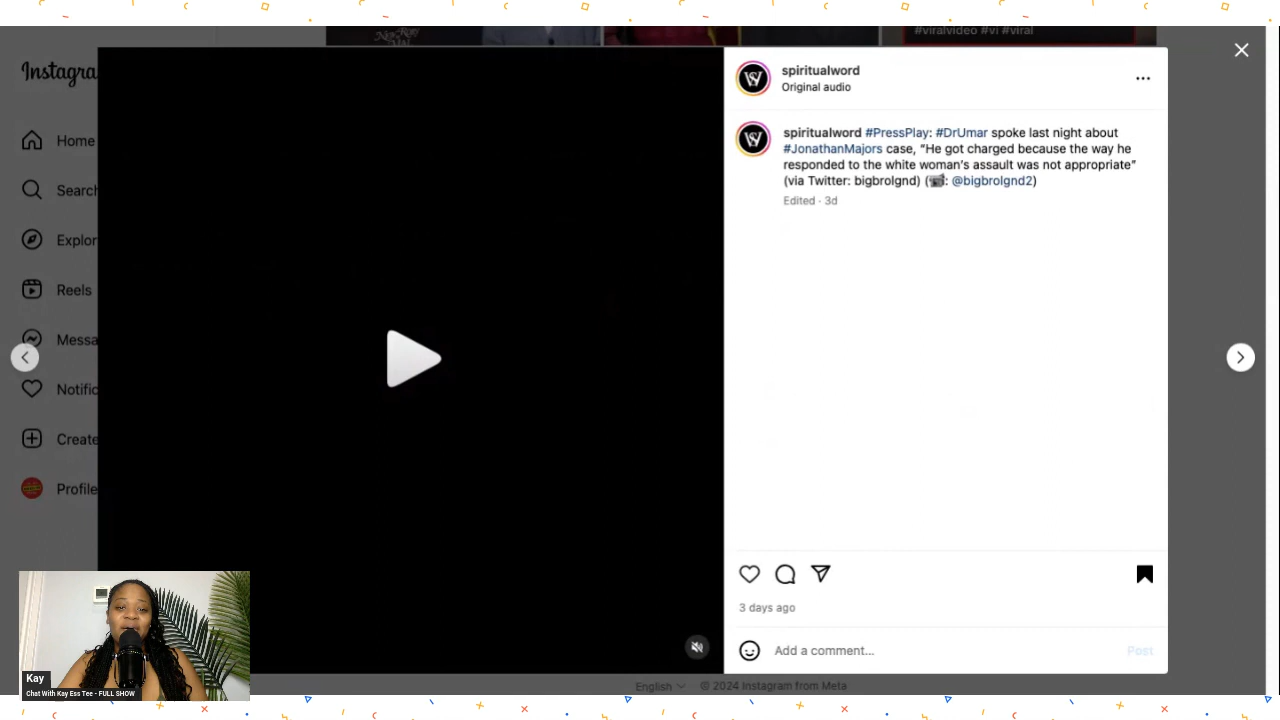 New Rory
MAL
#viralvideo #vi #viral
Instagra
Home
Search
Explor
Reels
Messa
Notific
Create
Profile
spiritualword
Original audio
spiritualword #PressPlay: #DrUmar spoke last night about
#JonathanMajors case, “He got charged because the way he
responded to the white woman’s assault was not appropriate”
(via Twitter: bigbrolgnd) (📹: @bigbrolgnd2)
Edited · 3d
3 days ago
Add a comment...
Post
English
© 2024 Instagram from Meta
Kay
Chat With Kay Ess Tee - FULL SHOW